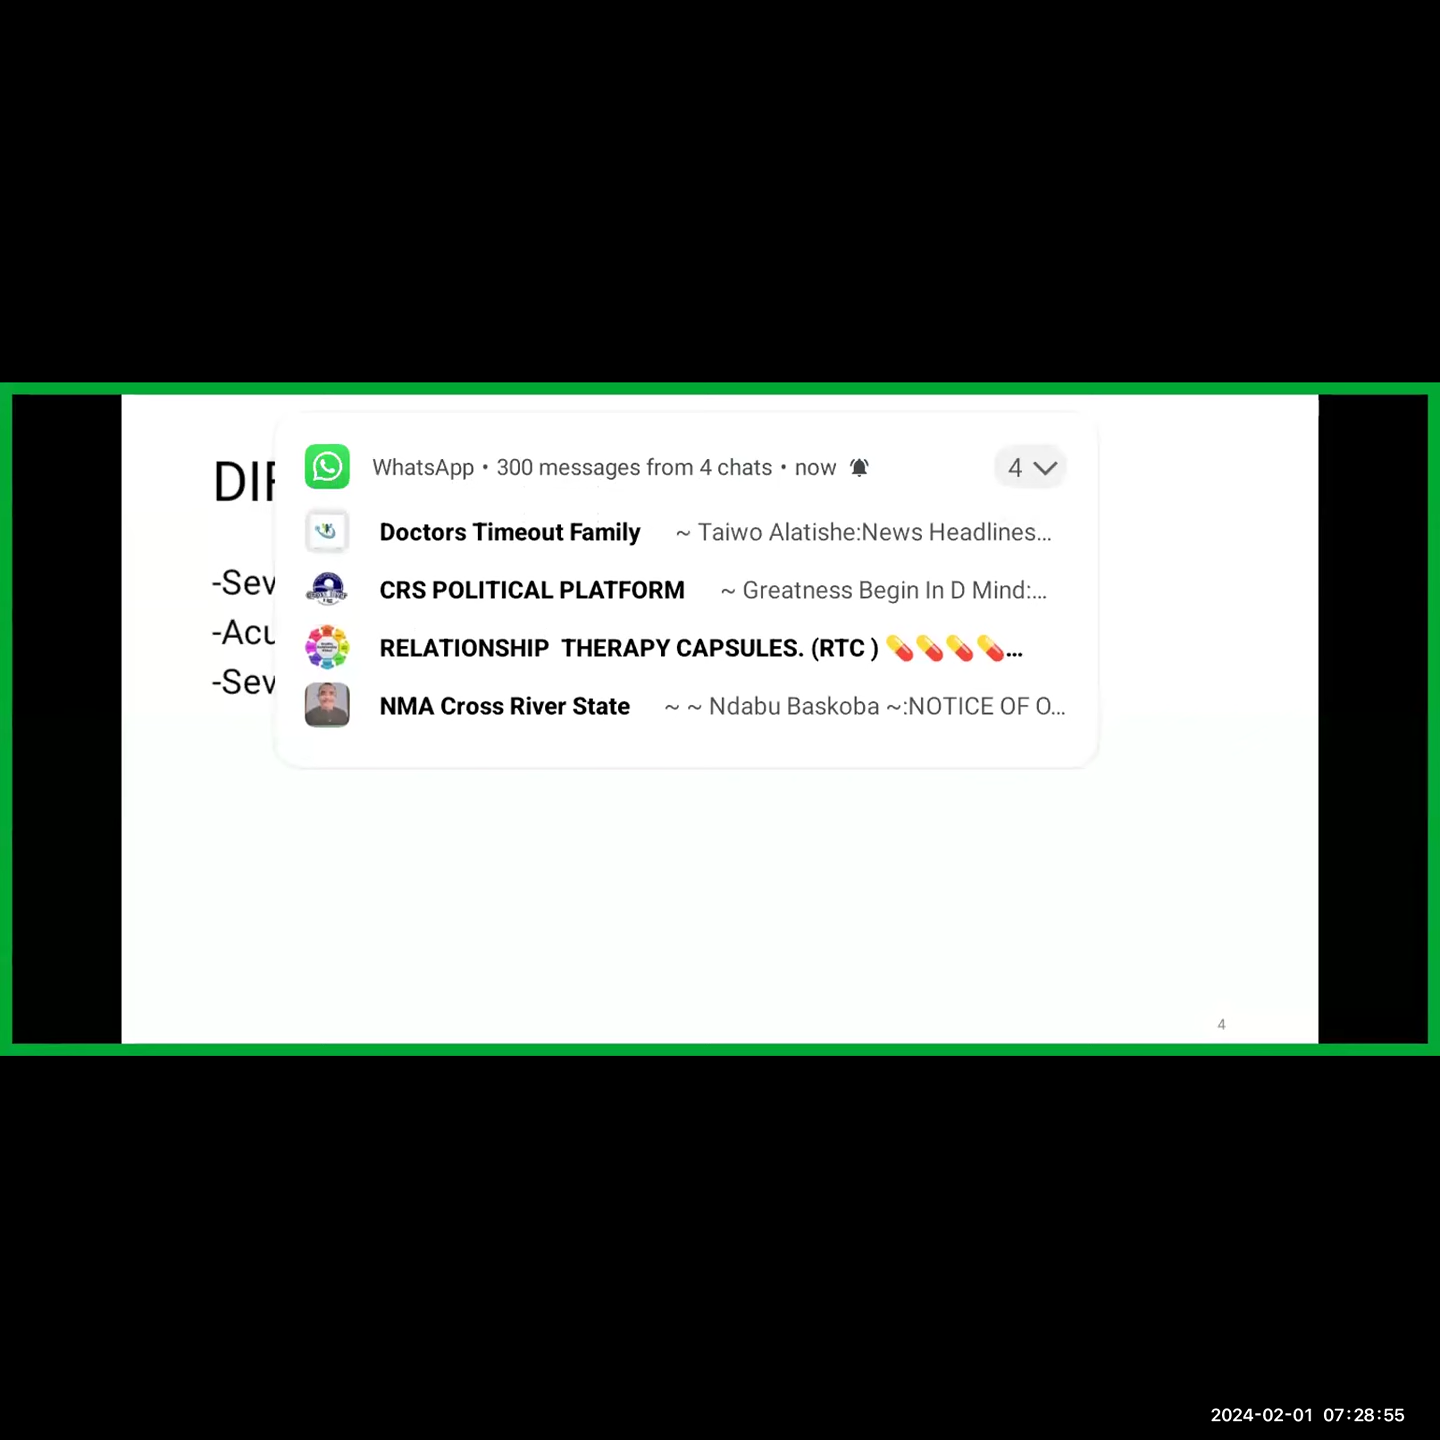 WhatsApp • 300 messages from 4 chats • now
4
Doctors Timeout Family ~ Taiwo Alatishe:News Headlines...
CRS POLITICAL PLATFORM ~ Greatness Begin In D Mind:...
RELATIONSHIP THERAPY CAPSULES. (RTC ) 💊💊💊💊...
NMA Cross River State ~ ~ Ndabu Baskoba ~:NOTICE OF O...
-Sev
-Acu
-Sev
4
2024-02-01 07:28:55